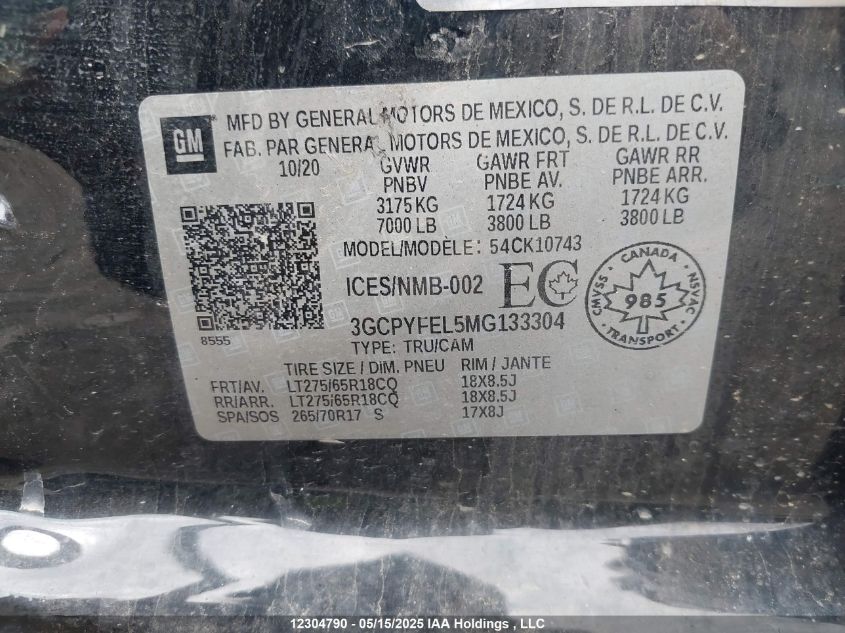 GM
MFD BY GENERAL MOTORS DE MEXICO, S. DE R.L. DE C.V.
FAB. PAR GENERAL MOTORS DE MEXICO, S. DE R.L. DE C.V.
10/20 GVWR GAWR FRT GAWR RR
PNBV PNBE AV. PNBE ARR.
3175 KG 1724 KG 1724 KG
7000 LB 3800 LB 3800 LB
MODEL/MODÈLE: 54CK10743
ICES/NMB-002 EC
CANADA
CMVSS 985 NSVAC
TRANSPORT
3GCPYFEL5MG133304
8555
TYPE: TRU/CAM
TIRE SIZE / DIM. PNEU RIM / JANTE
FRT/AV. LT275/65R18CQ 18X8.5J
RR/ARR. LT275/65R18CQ 18X8.5J
SPA/SOS 265/70R17 S 17X8J
12304790 - 05/15/2025 IAA Holdings , LLC